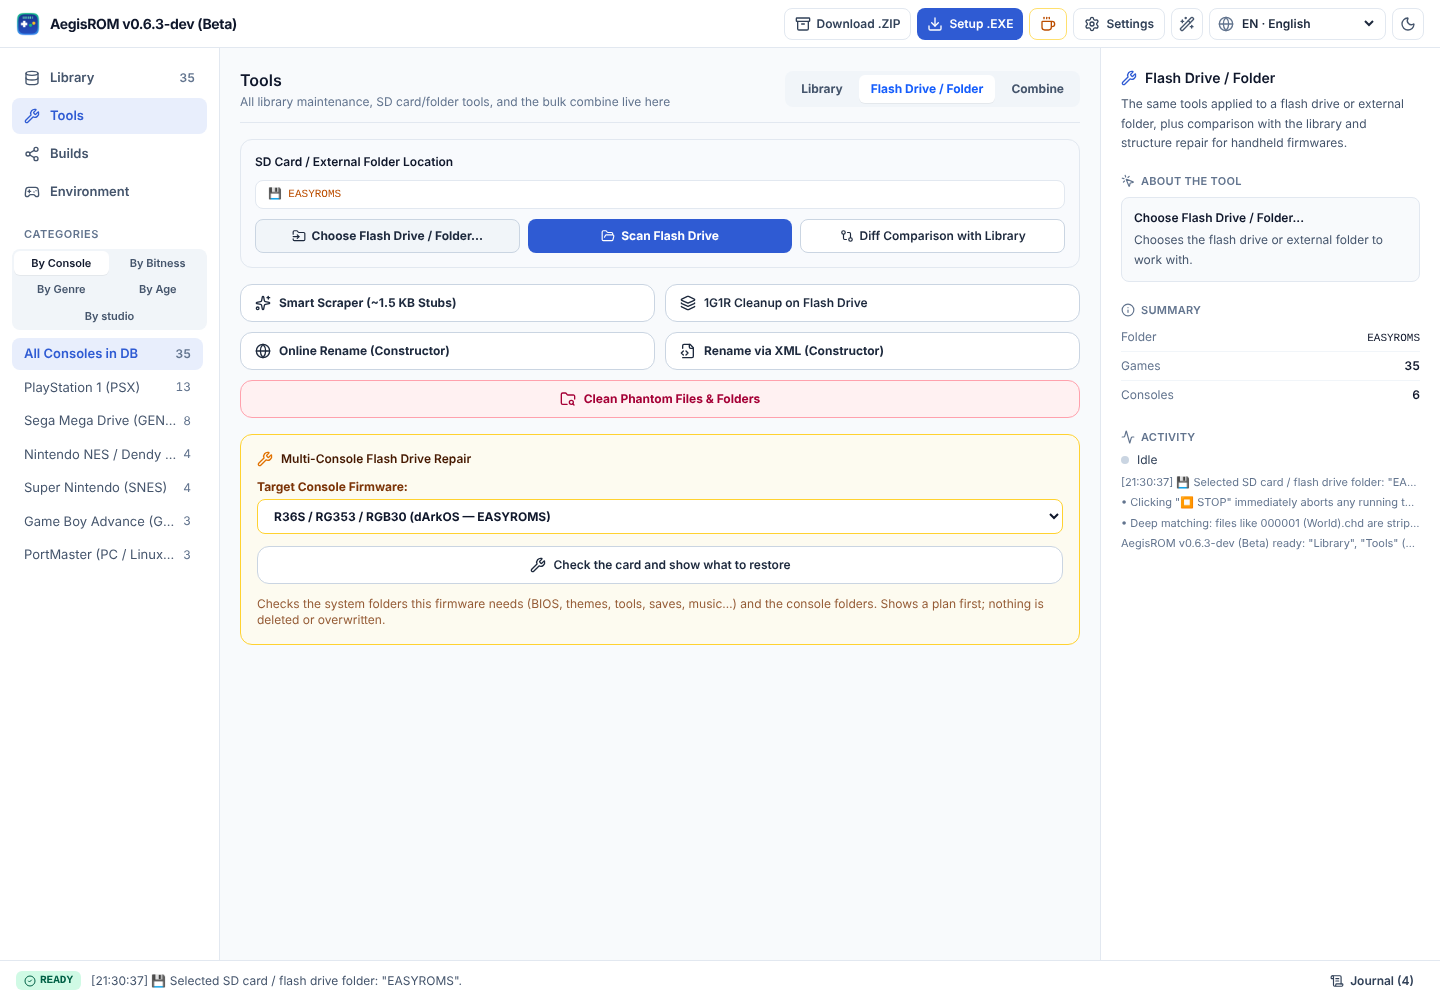 AegisROM v0.6.3-dev (Beta)
Download .ZIP
Setup .EXE
Settings
EN · English
Library 35
Tools
Builds
Environment
CATEGORIES
By Console
By Bitness
By Genre
By Age
By studio
All Consoles in DB 35
PlayStation 1 (PSX) 13
Sega Mega Drive (GEN... 8
Nintendo NES / Dendy ... 4
Super Nintendo (SNES) 4
Game Boy Advance (G... 3
PortMaster (PC / Linux... 3
Tools
All library maintenance, SD card/folder tools, and the bulk combine live here
Library
Flash Drive / Folder
Combine
SD Card / External Folder Location
💾 EASYROMS
Choose Flash Drive / Folder...
Scan Flash Drive
Diff Comparison with Library
Smart Scraper (~1.5 KB Stubs)
1G1R Cleanup on Flash Drive
Online Rename (Constructor)
Rename via XML (Constructor)
Clean Phantom Files & Folders
Multi-Console Flash Drive Repair
Target Console Firmware:
R36S / RG353 / RGB30 (dArkOS — EASYROMS)
Check the card and show what to restore
Checks the system folders this firmware needs (BIOS, themes, tools, saves, music...) and the console folders. Shows a plan first; nothing is
deleted or overwritten.
Flash Drive / Folder
The same tools applied to a flash drive or external
folder, plus comparison with the library and
structure repair for handheld firmwares.
ABOUT THE TOOL
Choose Flash Drive / Folder...
Chooses the flash drive or external folder to
work with.
SUMMARY
Folder EASYROMS
Games 35
Consoles 6
ACTIVITY
Idle
[21:30:37] 💾 Selected SD card / flash drive folder: "EA...
• Clicking "⏹️ STOP" immediately aborts any running t...
• Deep matching: files like 000001 (World).chd are strip...
AegisROM v0.6.3-dev (Beta) ready: "Library", "Tools" (...
READY
[21:30:37] 💾 Selected SD card / flash drive folder: "EASYROMS".
Journal (4)